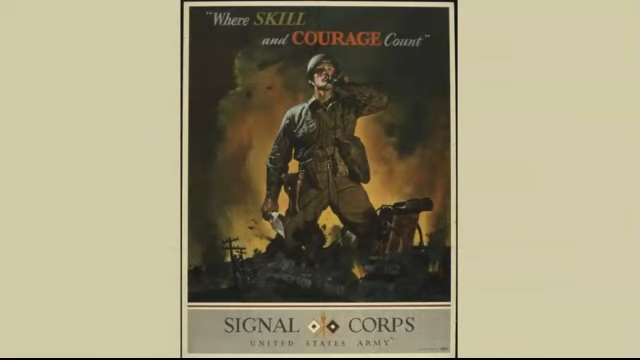 "Where SKILL
and COURAGE Count"
SIGNAL CORPS
UNITED STATES ARMY